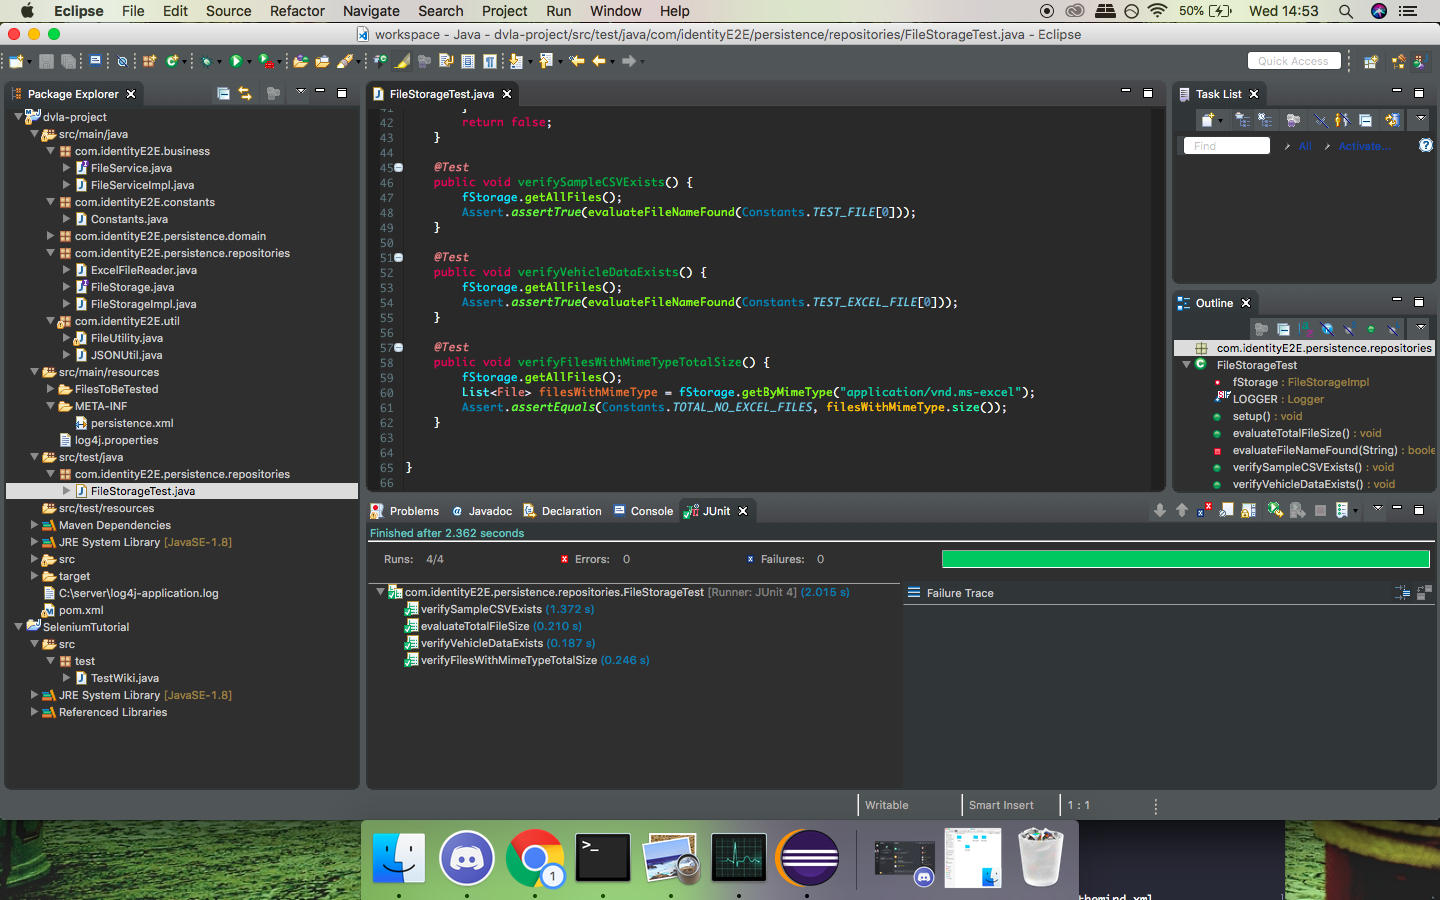 Eclipse File Edit Source Refactor Navigate Search Project Run Window Help 50% Wed 14:53
workspace - Java - dvla-project/src/test/java/com/identityE2E/persistence/repositories/FileStorageTest.java - Eclipse
Quick Access
Package Explorer
dvla-project
src/main/java
com.identityE2E.business
FileService.java
FileServiceImpl.java
com.identityE2E.constants
Constants.java
com.identityE2E.persistence.domain
com.identityE2E.persistence.repositories
ExcelFileReader.java
FileStorage.java
FileStorageImpl.java
com.identityE2E.util
FileUtility.java
JSONUtil.java
src/main/resources
FilesToBeTested
META-INF
persistence.xml
log4j.properties
src/test/java
com.identityE2E.persistence.repositories
FileStorageTest.java
src/test/resources
Maven Dependencies
JRE System Library [JavaSE-1.8]
src
target
C:\server\log4j-application.log
pom.xml
SeleniumTutorial
src
test
TestWiki.java
JRE System Library [JavaSE-1.8]
Referenced Libraries
FileStorageTest.java
41 }
42 return false;
43 }
44
45 @Test
46 public void verifySampleCSVExists() {
47 fStorage.getAllFiles();
48 Assert.assertTrue(evaluateFileNameFound(Constants.TEST_FILE[0]));
49 }
50
51 @Test
52 public void verifyVehicleDataExists() {
53 fStorage.getAllFiles();
54 Assert.assertTrue(evaluateFileNameFound(Constants.TEST_EXCEL_FILE[0]));
55 }
56
57 @Test
58 public void verifyFilesWithMimeTypeTotalSize() {
59 fStorage.getAllFiles();
60 List<File> filesWithMimeType = fStorage.getByMimeType("application/vnd.ms-excel");
61 Assert.assertEquals(Constants.TOTAL_NO_EXCEL_FILES, filesWithMimeType.size());
62 }
63
64
65 }
66
Task List
Find All Activate...
Outline
com.identityE2E.persistence.repositories
FileStorageTest
fStorage : FileStorageImpl
LOGGER : Logger
setup() : void
evaluateTotalFileSize() : void
evaluateFileNameFound(String) : boole
verifySampleCSVExists() : void
verifyVehicleDataExists() : void
Problems Javadoc Declaration Console JUnit
Finished after 2.362 seconds
Runs: 4/4 Errors: 0 Failures: 0
com.identityE2E.persistence.repositories.FileStorageTest [Runner: JUnit 4] (2.015 s)
verifySampleCSVExists (1.372 s)
evaluateTotalFileSize (0.210 s)
verifyVehicleDataExists (0.187 s)
verifyFilesWithMimeTypeTotalSize (0.246 s)
Failure Trace
Writable Smart Insert 1 : 1
1
themind.xml